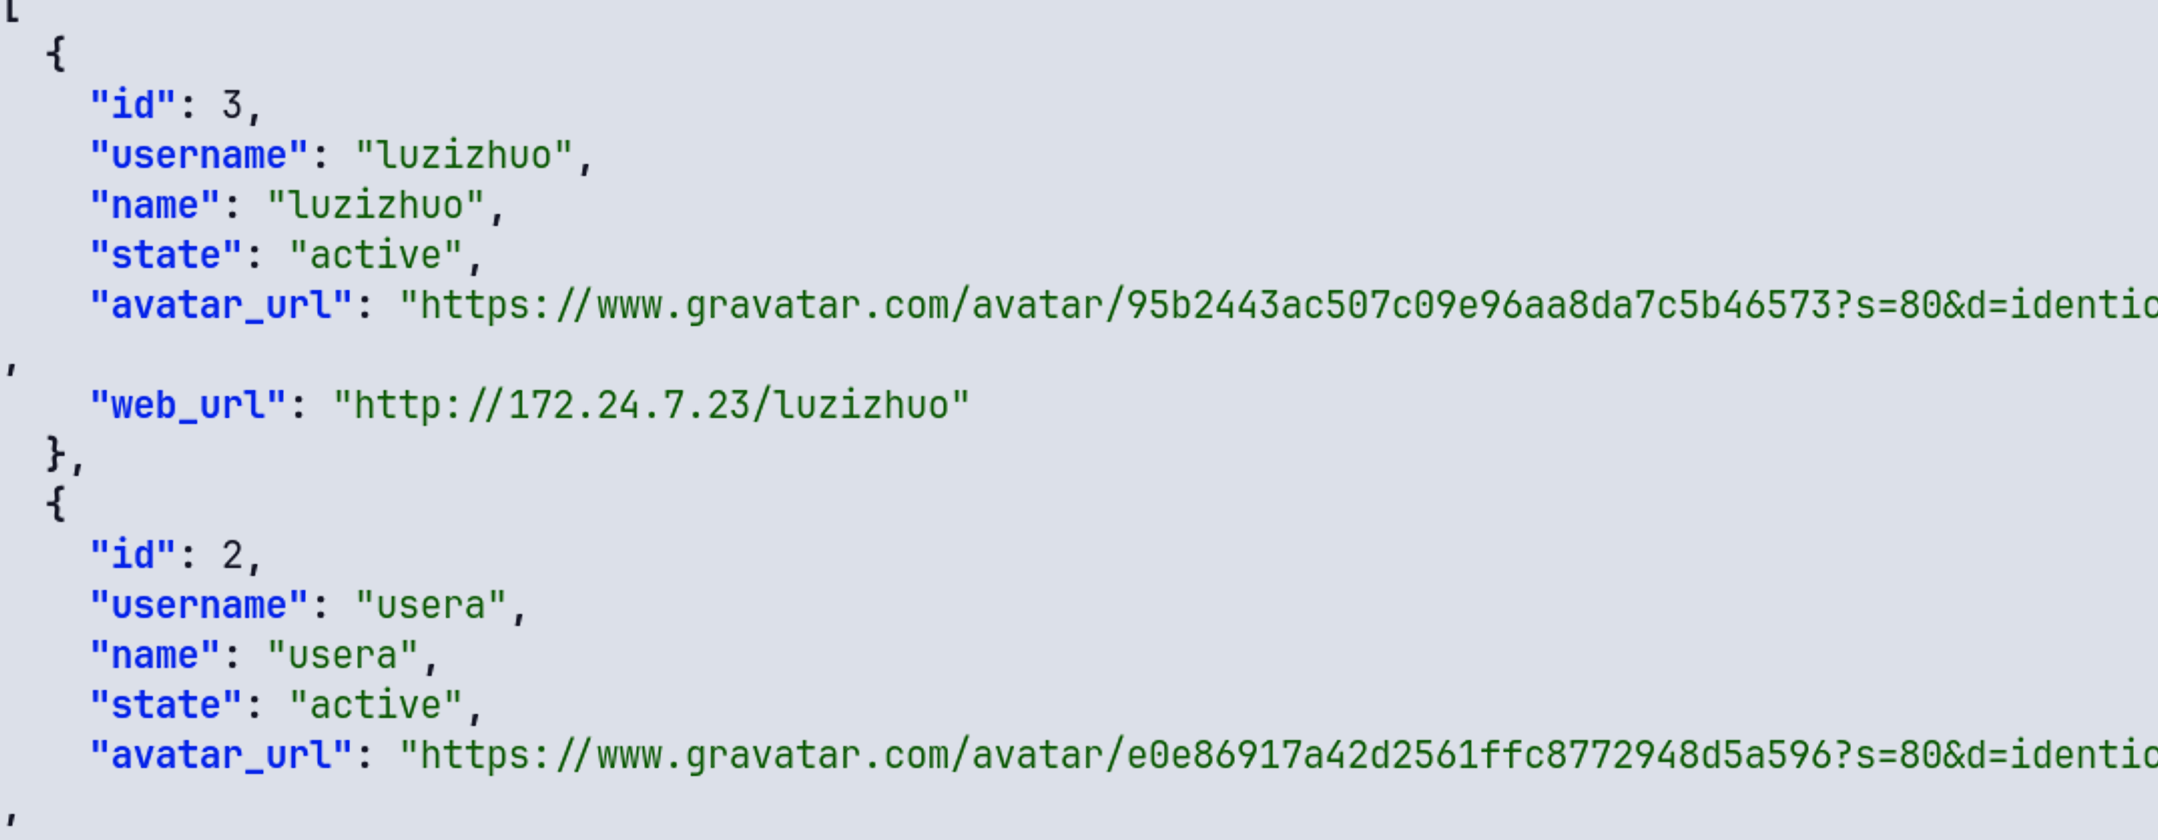 [
{
"id": 3,
"username": "luzizhuo",
"name": "luzizhuo",
"state": "active",
"avatar_url": "https://www.gravatar.com/avatar/95b2443ac507c09e96aa8da7c5b46573?s=80&d=identic
,
"web_url": "http://172.24.7.23/luzizhuo"
},
{
"id": 2,
"username": "usera",
"name": "usera",
"state": "active",
"avatar_url": "https://www.gravatar.com/avatar/e0e86917a42d2561ffc8772948d5a596?s=80&d=identic
,